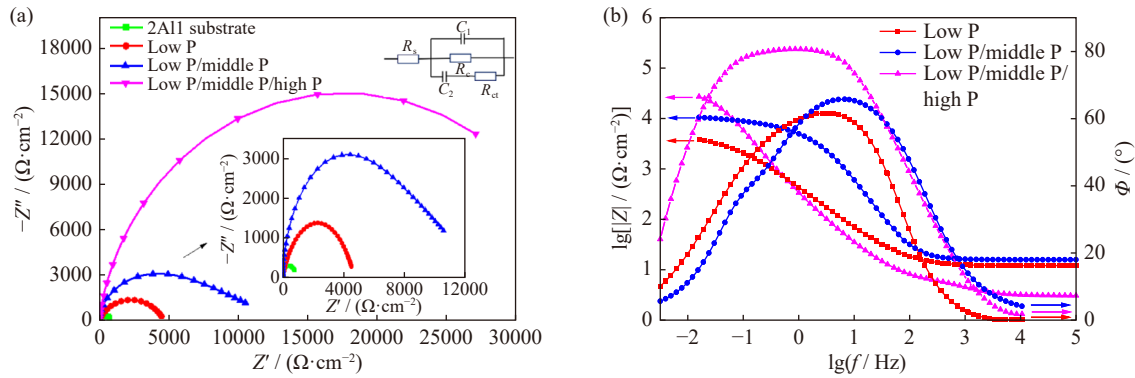 (a)
18000
15000
12000
9000
6000
3000
0
−Z″ / (Ω·cm⁻²)
0
5000
10000
15000
20000
25000
30000
Z′ / (Ω·cm⁻²)
2Al1 substrate
Low P
Low P/middle P
Low P/middle P/high P
Rs
C1
Rc
C2
Rct
3000
2000
1000
0
−Z″ / (Ω·cm⁻²)
0
4000
8000
12000
Z′ / (Ω·cm⁻²)
(b)
6
5
4
3
2
1
0
lg[|Z| / (Ω·cm⁻²)]
−2
−1
0
1
2
3
4
5
lg(f / Hz)
80
60
40
20
0
Φ / (°)
Low P
Low P/middle P
Low P/middle P/
high P